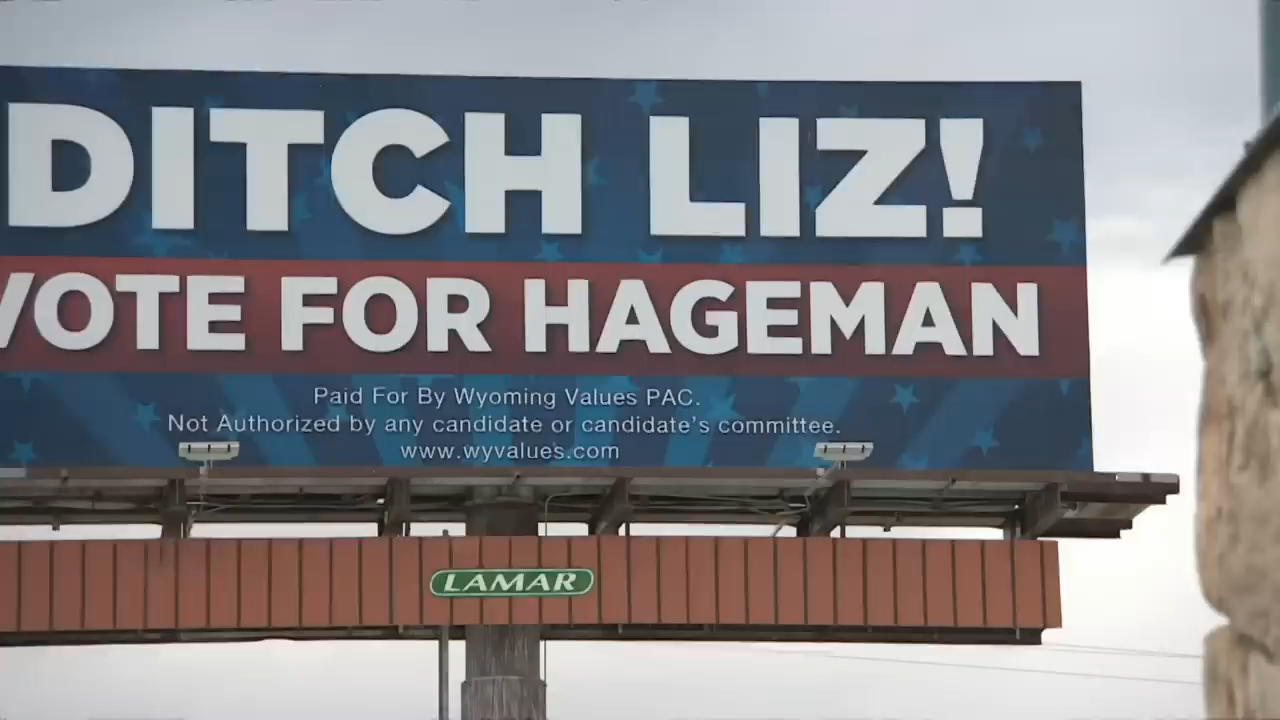 DITCH LIZ!
VOTE FOR HAGEMAN
Paid For By Wyoming Values PAC.
Not Authorized by any candidate or candidate's committee.
www.wyvalues.com
LAMAR